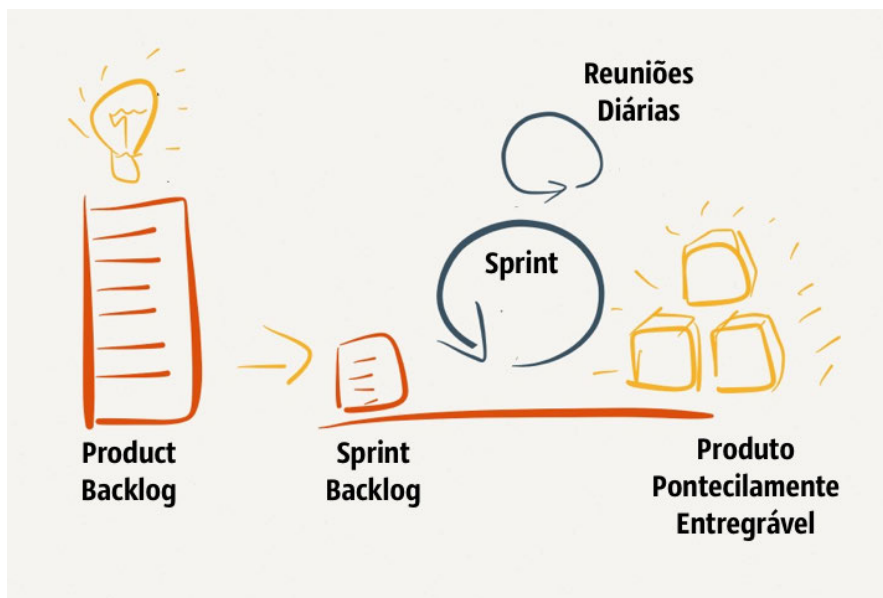 Reuniões
Diárias
Sprint
Product
Backlog
Sprint
Backlog
Produto
Pontecilamente
Entregrável